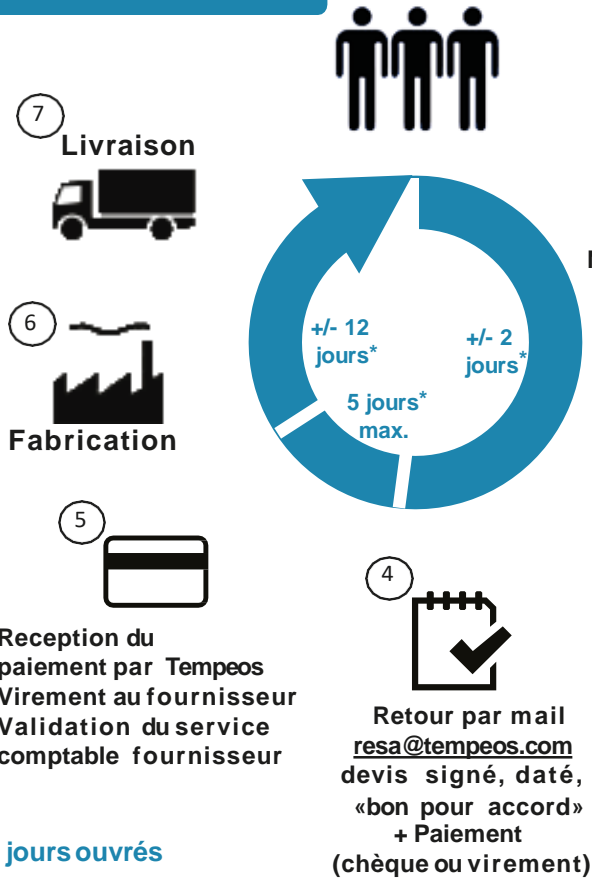 7
Livraison
6
Fabrication
+/- 12
jours*
+/- 2
jours*
5 jours*
max.
5
Reception du
paiement par Tempeos
Virement au fournisseur
Validation du service
comptable fournisseur
4
Retour par mail
resa@tempeos.com
devis signé, daté,
«bon pour accord»
+ Paiement
(chèque ou virement)
jours ouvrés